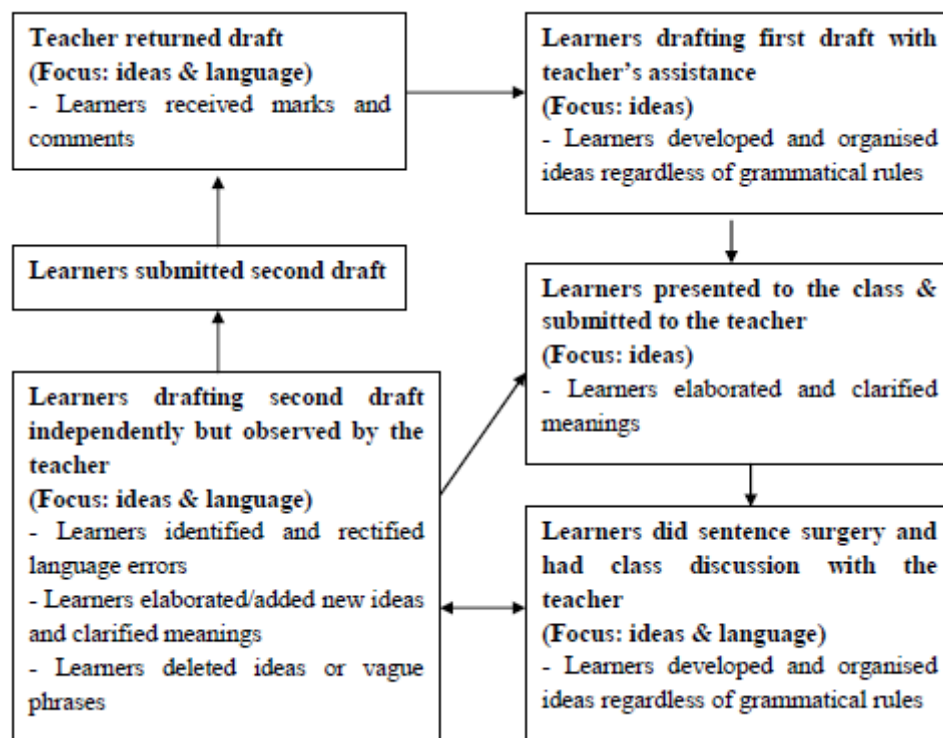 Teacher returned draft
(Focus: ideas & language)
- Learners received marks and
comments
Learners drafting first draft with
teacher's assistance
(Focus: ideas)
- Learners developed and organised
ideas regardless of grammatical rules
Learners submitted second draft
Learners presented to the class &
submitted to the teacher
(Focus: ideas)
- Learners elaborated and clarified
meanings
Learners drafting second draft
independently but observed by the
teacher
(Focus: ideas & language)
- Learners identified and rectified
language errors
- Learners elaborated/added new ideas
and clarified meanings
- Learners deleted ideas or vague
phrases
Learners did sentence surgery and
had class discussion with the
teacher
(Focus: ideas & language)
- Learners developed and organised
ideas regardless of grammatical rules